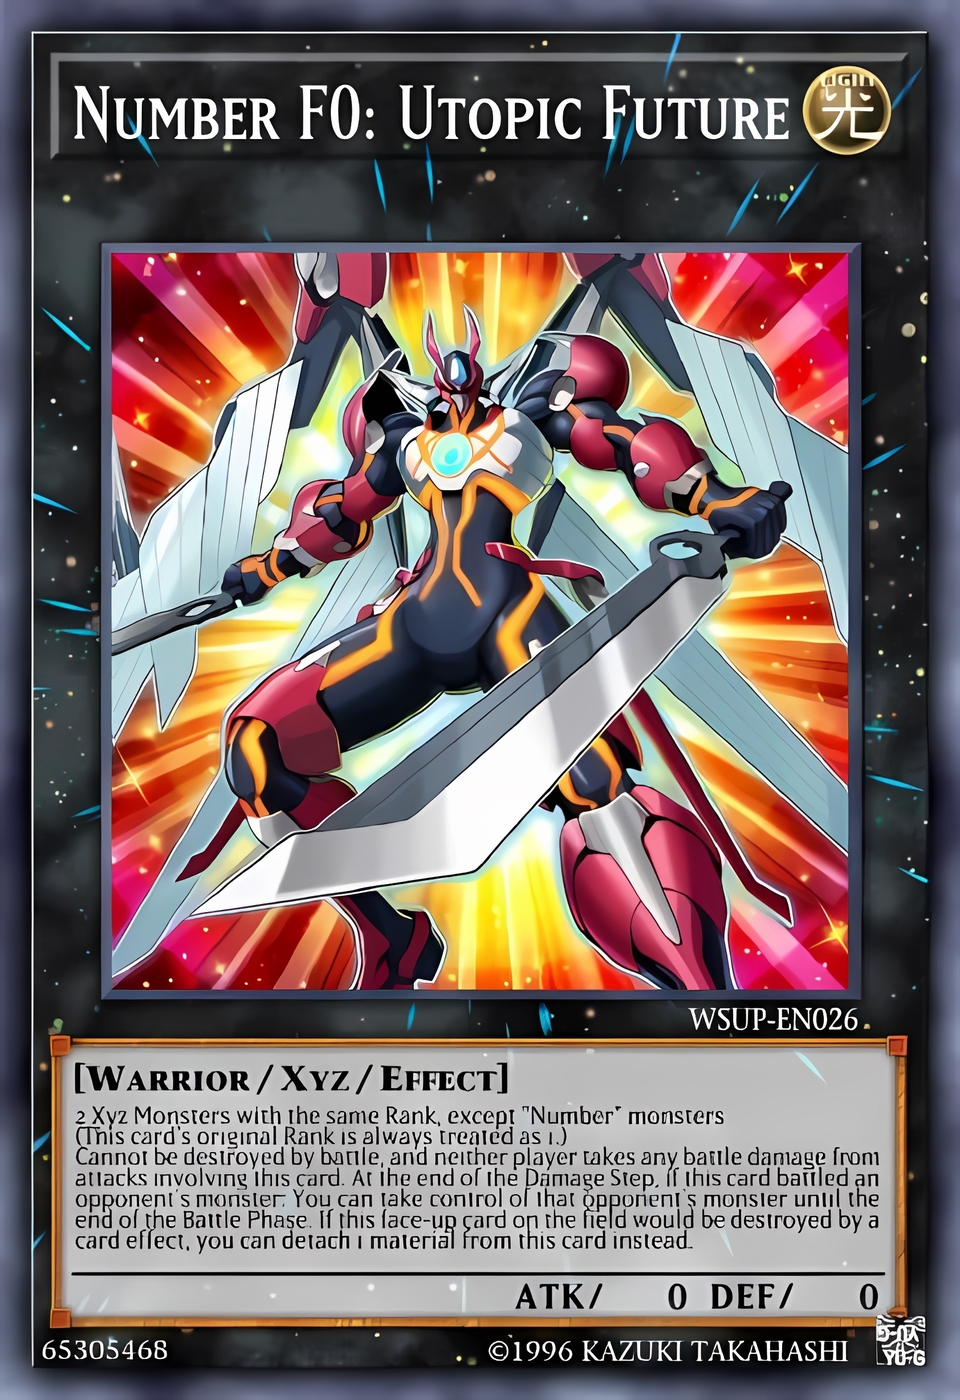 Number F0: Utopic Future
光
WSUP-EN026
[Warrior / Xyz / Effect]
2 Xyz Monsters with the same Rank, except "Number" monsters
(This card's original Rank is always treated as 1.)
Cannot be destroyed by battle, and neither player takes any battle damage from
attacks involving this card. At the end of the Damage Step, if this card battled an
opponent's monster: You can take control of that opponent's monster until the
end of the Battle Phase. If this face-up card on the field would be destroyed by a
card effect, you can detach 1 material from this card instead.
ATK/ 0 DEF/ 0
65305468
©1996 KAZUKI TAKAHASHI